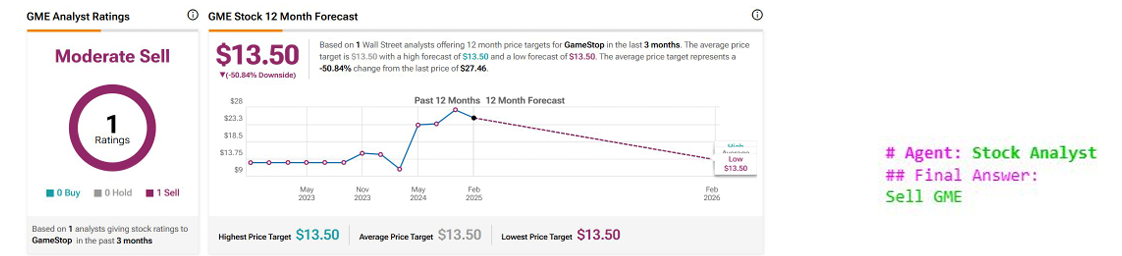 GME Analyst Ratings
Moderate Sell
1
Ratings
0 Buy 0 Hold 1 Sell
Based on 1 analysts giving stock ratings to
GameStop in the past 3 months
GME Stock 12 Month Forecast
$13.50
▼(-50.84% Downside)
Based on 1 Wall Street analysts offering 12 month price targets for GameStop in the last 3 months. The average price
target is $13.50 with a high forecast of $13.50 and a low forecast of $13.50. The average price target represents a
-50.84% change from the last price of $27.46.
Past 12 Months 12 Month Forecast
$28
$23.3
$18.5
$13.75
$9
High
Average
Low
$13.50
May Nov May Feb Feb
2023 2023 2024 2025 2026
Highest Price Target $13.50 Average Price Target $13.50 Lowest Price Target $13.50
# Agent: Stock Analyst
## Final Answer:
Sell GME